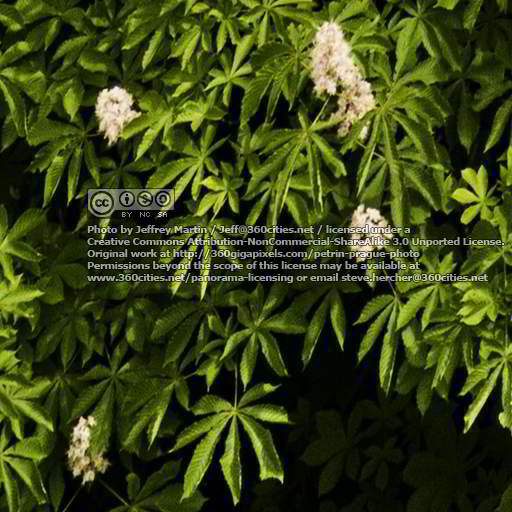 cc
BY NC SA
Photo by Jeffrey Martin / Jeff@360cities.net / licensed under a
Creative Commons Attribution-NonCommercial-ShareAlike 3.0 Unported License.
Original work at http://360gigapixels.com/petrin-prague-photo
Permissions beyond the scope of this license may be available at
www.360cities.net/panorama-licensing or email steve.hercher@360cities.net